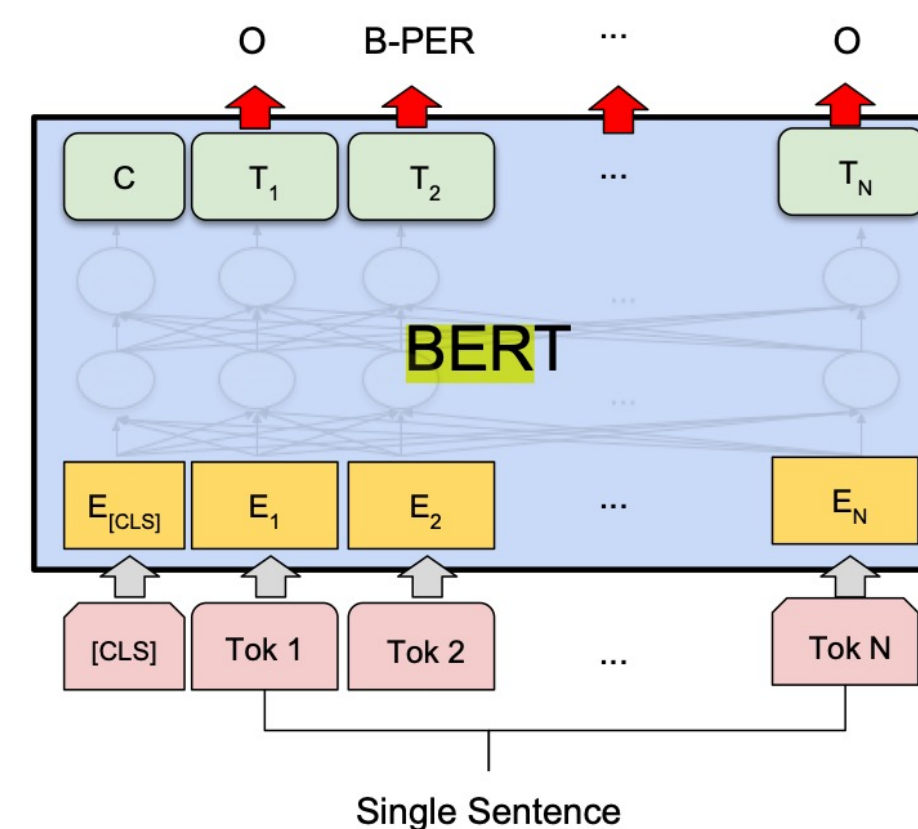 O B-PER ... O
C T1 T2 ... TN
...
BERT
...
E[CLS] E1 E2 ... EN
[CLS] Tok 1 Tok 2 ... Tok N
Single Sentence